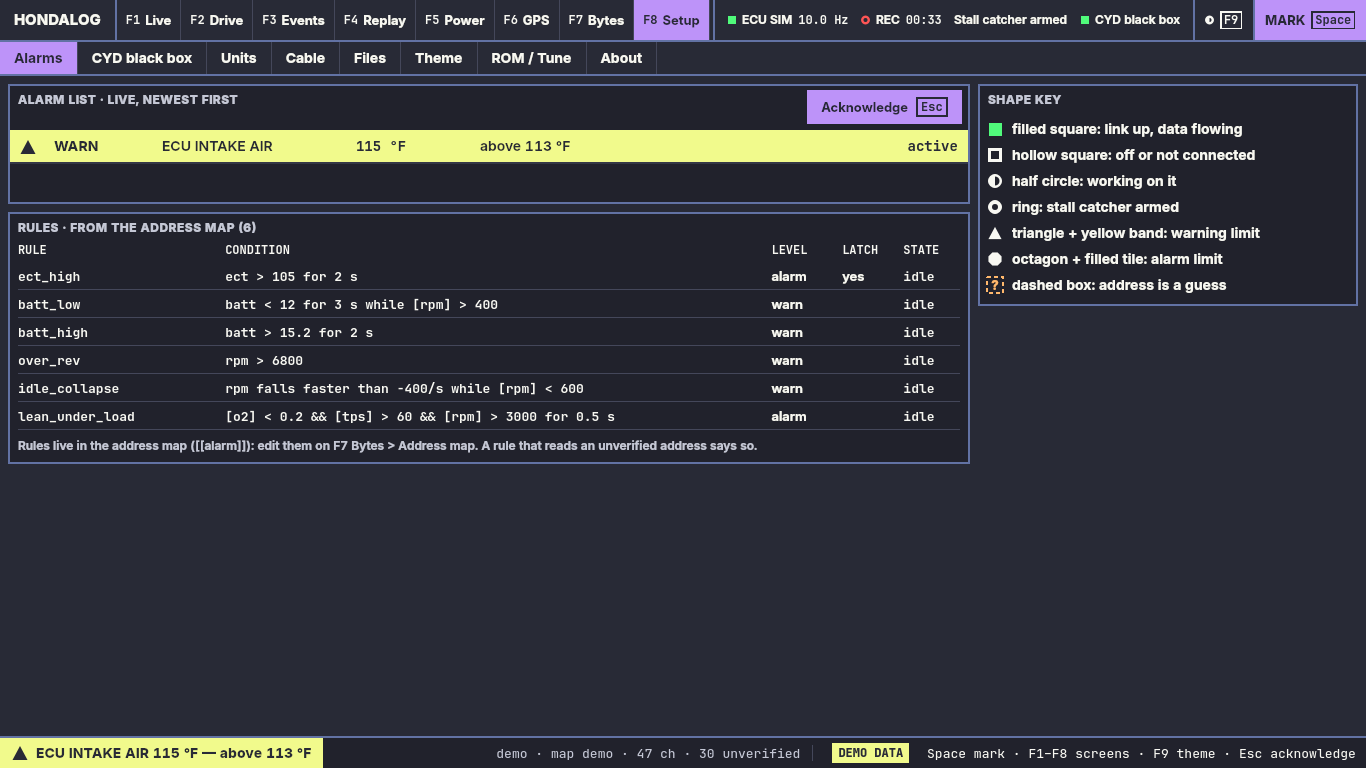 HONDALOG F1 Live F2 Drive F3 Events F4 Replay F5 Power F6 GPS F7 Bytes F8 Setup ECU SIM 10.0 Hz REC 00:33 Stall catcher armed CYD black box F9 MARK Space
Alarms CYD black box Units Cable Files Theme ROM / Tune About
ALARM LIST · LIVE, NEWEST FIRST
Acknowledge Esc
WARN ECU INTAKE AIR 115 °F above 113 °F active
RULES · FROM THE ADDRESS MAP (6)
RULE CONDITION LEVEL LATCH STATE
ect_high ect > 105 for 2 s alarm yes idle
batt_low batt < 12 for 3 s while [rpm] > 400 warn idle
batt_high batt > 15.2 for 2 s warn idle
over_rev rpm > 6800 warn idle
idle_collapse rpm falls faster than -400/s while [rpm] < 600 warn idle
lean_under_load [o2] < 0.2 && [tps] > 60 && [rpm] > 3000 for 0.5 s alarm idle
Rules live in the address map ([[alarm]]): edit them on F7 Bytes > Address map. A rule that reads an unverified address says so.
SHAPE KEY
filled square: link up, data flowing
hollow square: off or not connected
half circle: working on it
ring: stall catcher armed
triangle + yellow band: warning limit
octagon + filled tile: alarm limit
? dashed box: address is a guess
ECU INTAKE AIR 115 °F — above 113 °F demo · map demo · 47 ch · 30 unverified DEMO DATA Space mark · F1–F8 screens · F9 theme · Esc acknowledge